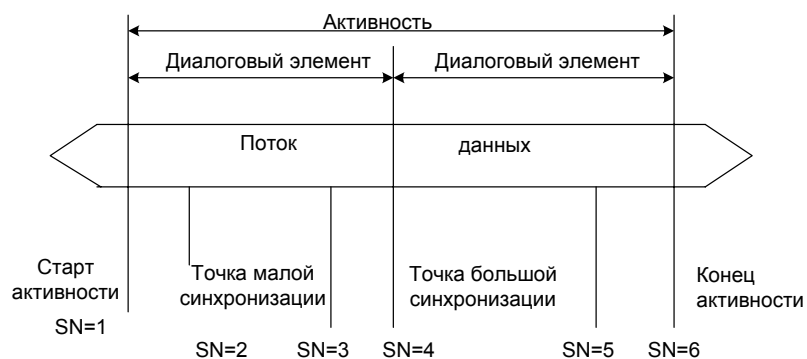 Активность
Диалоговый элемент
Диалоговый элемент
Поток
данных
Старт
активности
SN=1
Точка малой
синхронизации
Точка большой
синхронизации
Конец
активности
SN=2
SN=3
SN=4
SN=5
SN=6